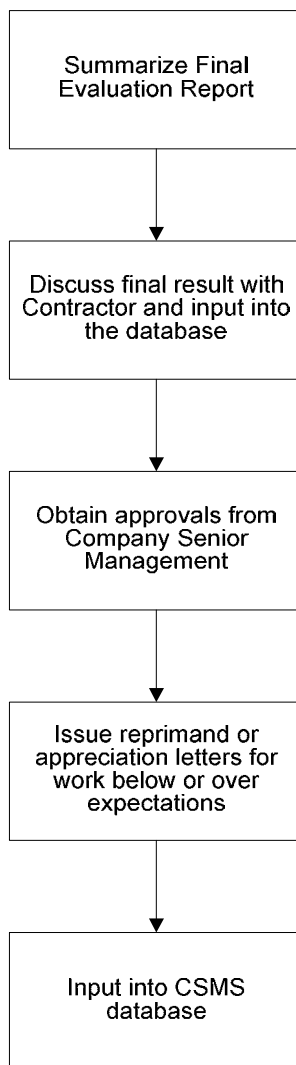 Summarize Final
Evaluation Report
Discuss final result with
Contractor and input into
the database
Obtain approvals from
Company Senior
Management
Issue reprimand or
appreciation letters for
work below or over
expectations
Input into CSMS
database